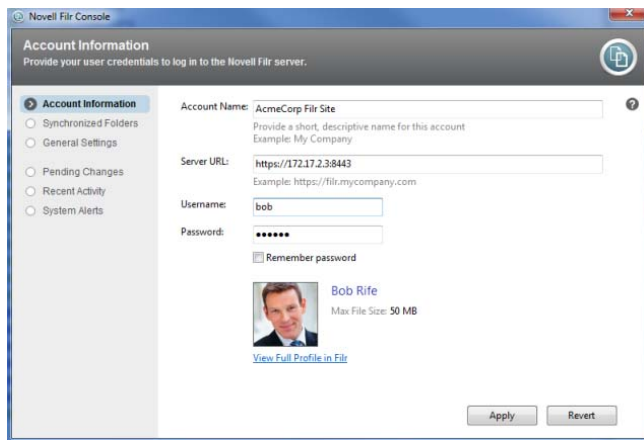 Novell Filr Console
Account Information
Provide your user credentials to log in to the Novell Filr server.
Account Information
Synchronized Folders
General Settings
Pending Changes
Recent Activity
System Alerts
Account Name: AcmeCorp Filr Site
Provide a short, descriptive name for this account
Example: My Company
Server URL: https://172.17.2.3:8443
Example: https://filr.mycompany.com
Username: bob
Password: ••••••
Remember password
Bob Rife
Max File Size: 50 MB
View Full Profile in Filr
Apply Revert